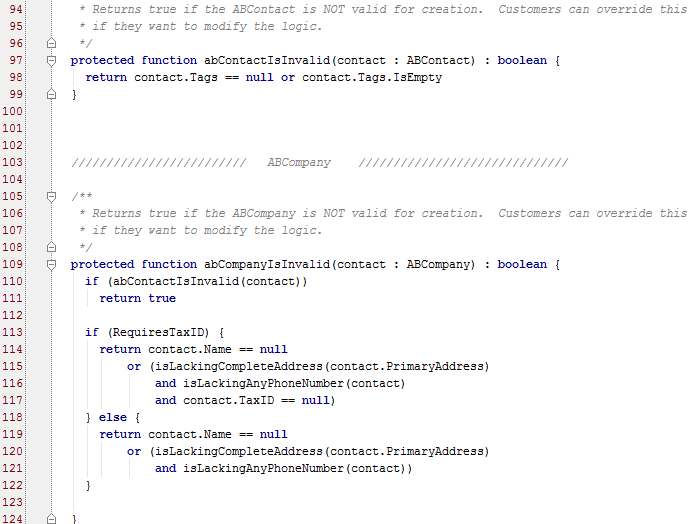 94 * Returns true if the ABContact is NOT valid for creation.  Customers can override this
95 * if they want to modify the logic.
96 */
97 protected function abContactIsInvalid(contact : ABContact) : boolean {
98 return contact.Tags == null or contact.Tags.IsEmpty
99 }
100
101
102
103 ///////////////////////// ABCompany //////////////////////////////
104
105 /**
106 * Returns true if the ABCompany is NOT valid for creation.  Customers can override this
107 * if they want to modify the logic.
108 */
109 protected function abCompanyIsInvalid(contact : ABCompany) : boolean {
110 if (abContactIsInvalid(contact))
111 return true
112
113 if (RequiresTaxID) {
114 return contact.Name == null
115 or (isLackingCompleteAddress(contact.PrimaryAddress)
116 and isLackingAnyPhoneNumber(contact)
117 and contact.TaxID == null)
118 } else {
119 return contact.Name == null
120 or (isLackingCompleteAddress(contact.PrimaryAddress)
121 and isLackingAnyPhoneNumber(contact))
122 }
123
124 }